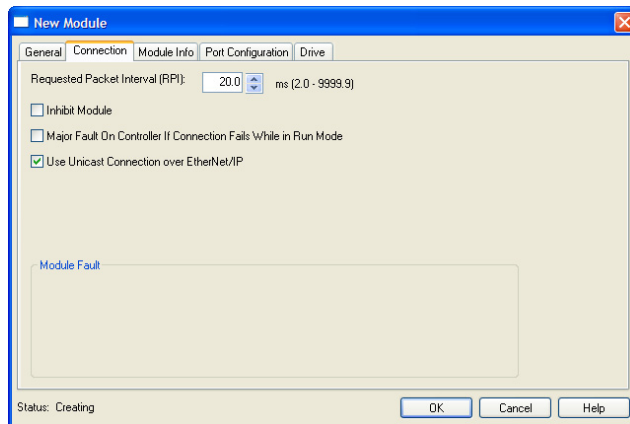 New Module
General Connection Module Info Port Configuration Drive
Requested Packet Interval (RPI): 20.0 ms (2.0 - 9999.9)
Inhibit Module
Major Fault On Controller If Connection Fails While in Run Mode
Use Unicast Connection over EtherNet/IP
Module Fault
Status: Creating OK Cancel Help